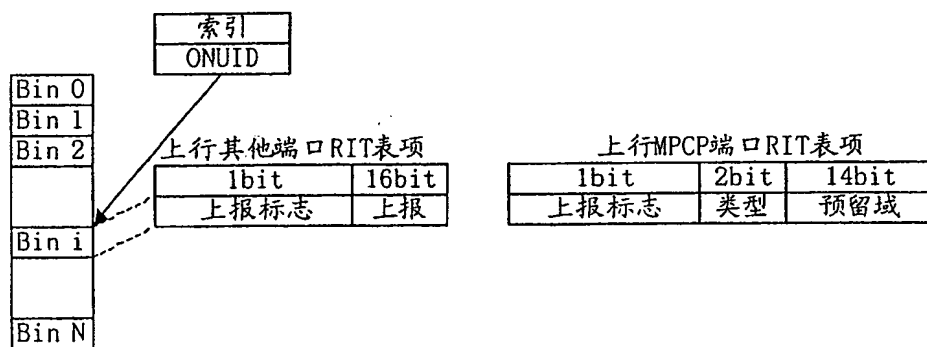 索引
ONUID
Bin 0
Bin 1
Bin 2
Bin i
Bin N
上行其他端口RIT表项
1bit 16bit
上报标志 上报
上行MPCP端口RIT表项
1bit 2bit 14bit
上报标志 类型 预留域